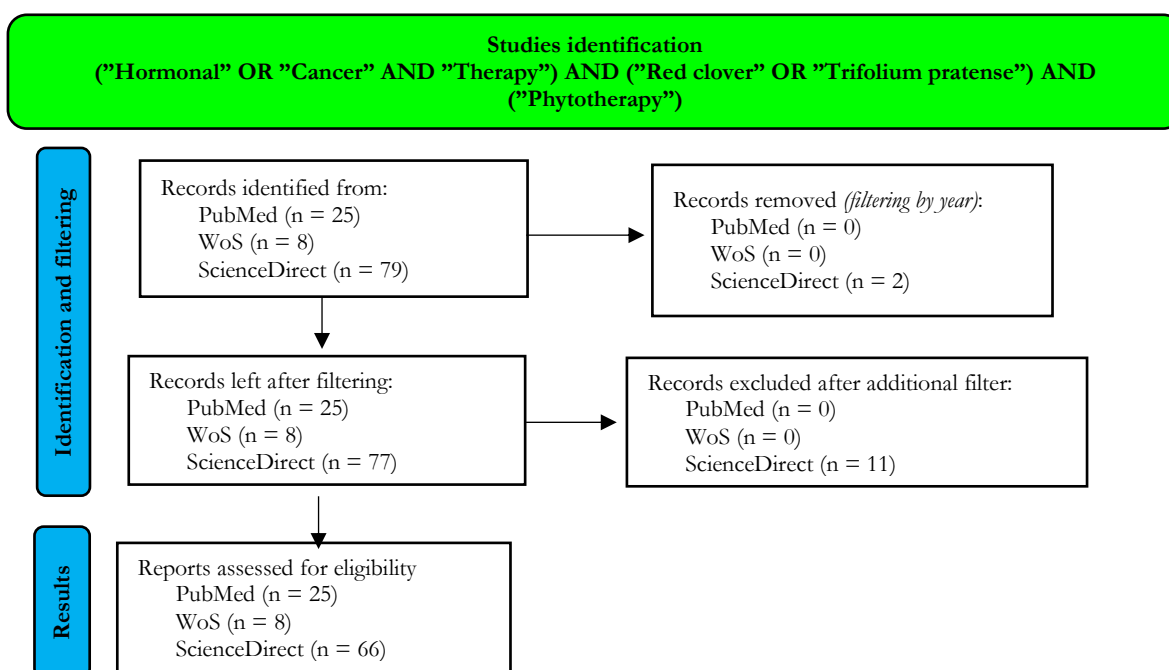 Studies identification
(”Hormonal” OR ”Cancer” AND ”Therapy”) AND (”Red clover” OR ”Trifolium pratense”) AND
(”Phytotherapy”)
Identification and filtering
Records identified from:
PubMed (n = 25)
WoS (n = 8)
ScienceDirect (n = 79)
Records removed (filtering by year):
PubMed (n = 0)
WoS (n = 0)
ScienceDirect (n = 2)
Records left after filtering:
PubMed (n = 25)
WoS (n = 8)
ScienceDirect (n = 77)
Records excluded after additional filter:
PubMed (n = 0)
WoS (n = 0)
ScienceDirect (n = 11)
Results
Reports assessed for eligibility
PubMed (n = 25)
WoS (n = 8)
ScienceDirect (n = 66)